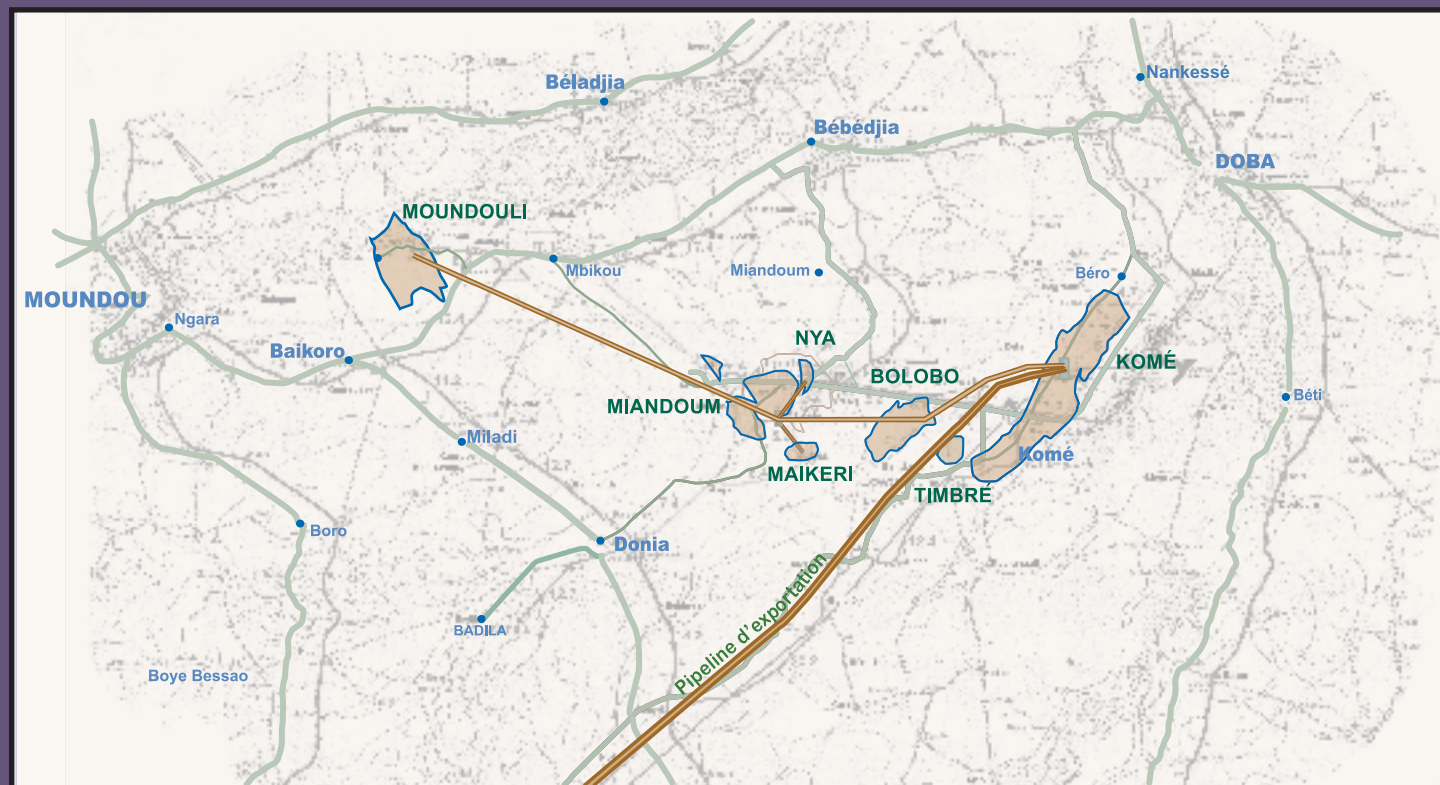 Nankessé
Béladjia
Bébédjia
DOBA
MOUNDOULI
Mbikou
Miandoum
Béro
MOUNDOU
Ngara
NYA
Baikoro
KOMÉ
BOLOBO
Béti
MIANDOUM
Miladi
Komé
MAIKERI
TIMBRÉ
Boro
Donia
Pipeline d'exportation
BADILA
Boye Bessao